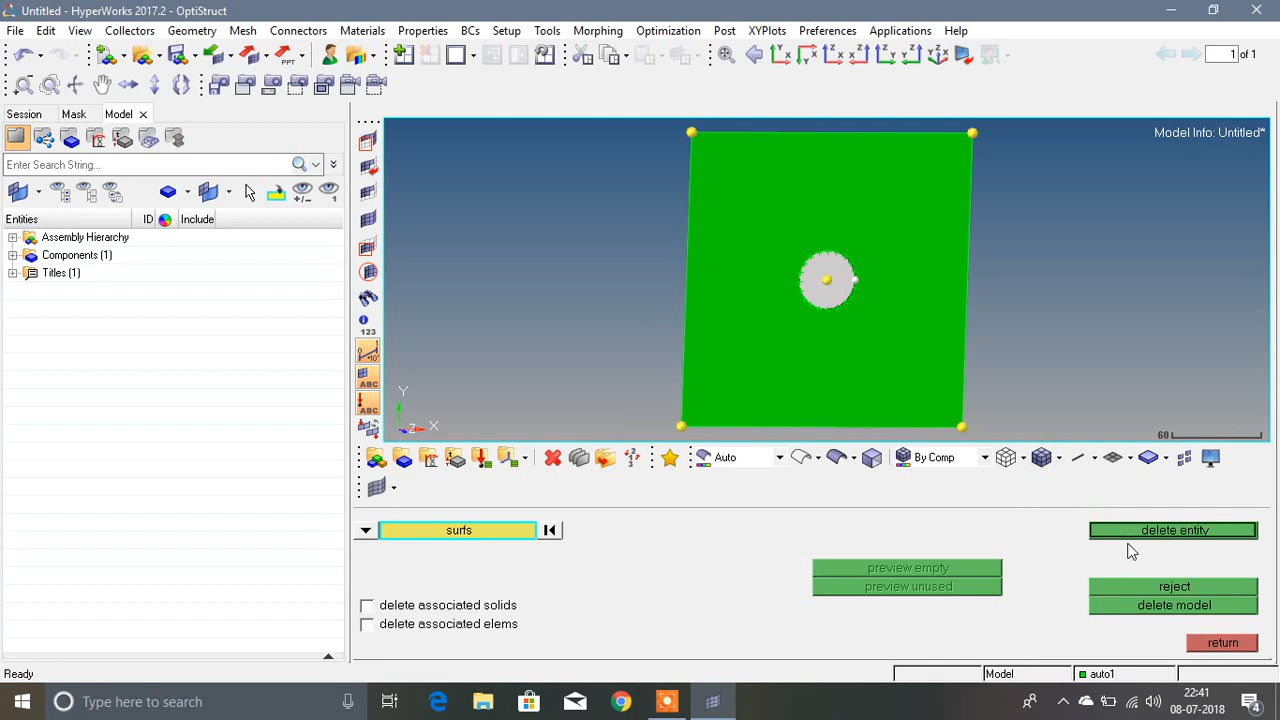 Untitled - HyperWorks 2017.2 - OptiStruct
File Edit View Collectors Geometry Mesh Connectors Materials Properties BCs Setup Tools Morphing Optimization Post XYPlots Preferences Applications Help
1 of 1
Session Mask Model
Enter Search String...
Entities ID Include
Assembly Hierarchy
Components (1)
Titles (1)
Model Info: Untitled*
123
ABC
ABC
Y
Z X
60
Auto By Comp
surfs
delete entity
preview empty
preview unused
delete associated solids
delete associated elems
reject
delete model
return
Ready
Model auto1
Type here to search
22:41
08-07-2018
4